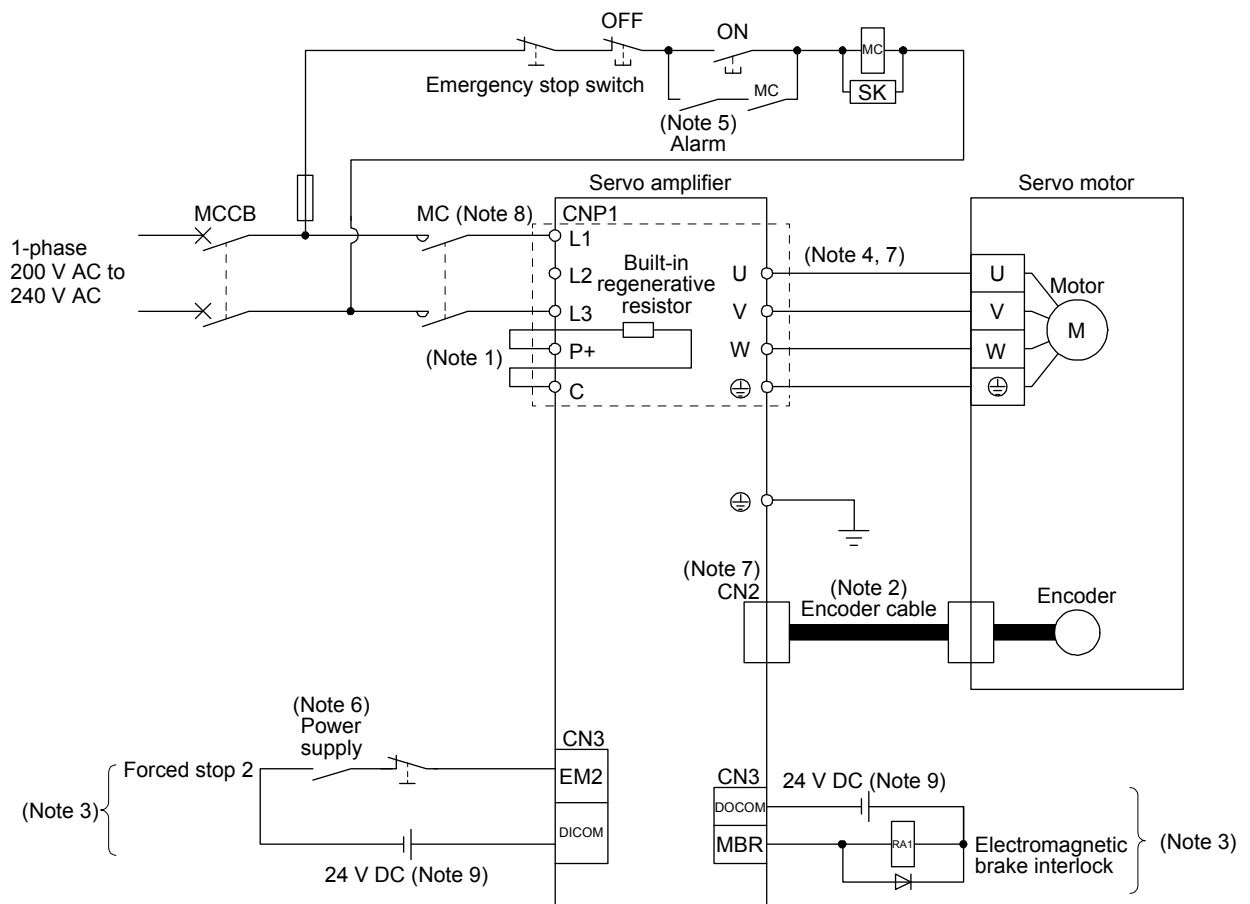 OFF
ON
MC
Emergency stop switch
SK
MC
(Note 5)
Alarm
Servo amplifier
Servo motor
MCCB
MC (Note 8)
CNP1
1-phase
200 V AC to
240 V AC
L1
L2
L3
P+
C
Built-in
regenerative
resistor
(Note 1)
U
V
W
(Note 4, 7)
U
V
W
Motor
M
(Note 7)
CN2
(Note 2)
Encoder cable
Encoder
(Note 6)
Power
supply
CN3
Forced stop 2
EM2
(Note 3)
DICOM
24 V DC (Note 9)
CN3
24 V DC (Note 9)
DOCOM
MBR
RA1
Electromagnetic
brake interlock
(Note 3)